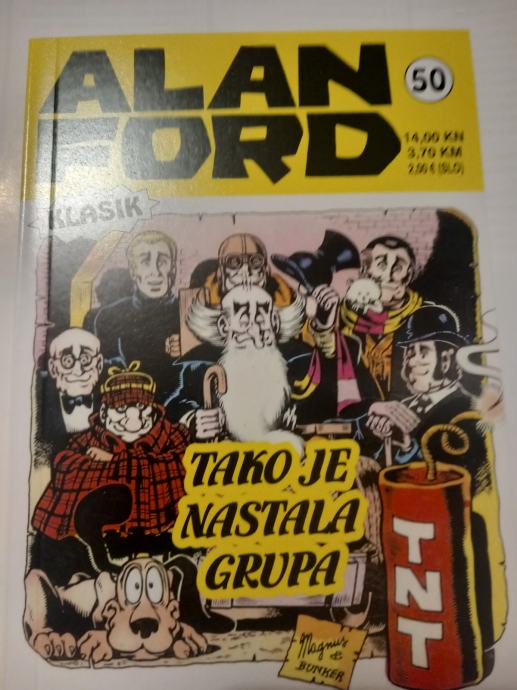 ALAN
FORD
50
14,00 KN
3,70 KM
2,00 € (SLO)
KLASIK
TAKO JE
NASTALA
GRUPA
TNT
Magnus
&
BUNKER